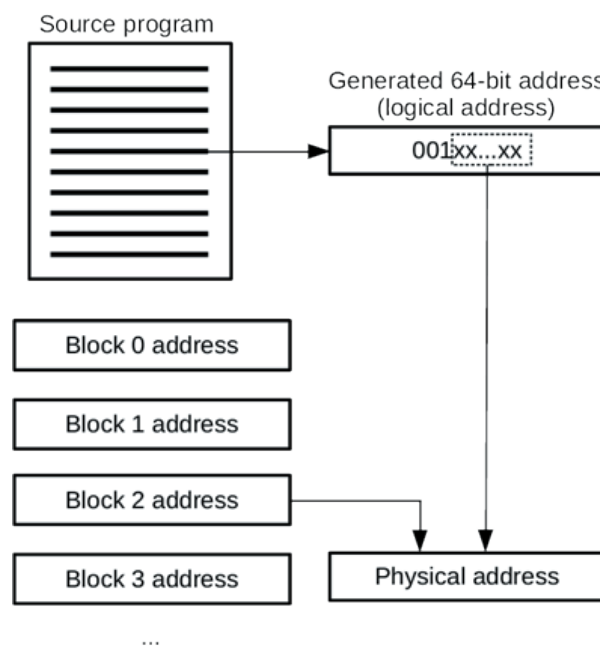 Source program
Generated 64-bit address
(logical address)
001xx...xx
Block 0 address
Block 1 address
Block 2 address
Block 3 address
Physical address
...